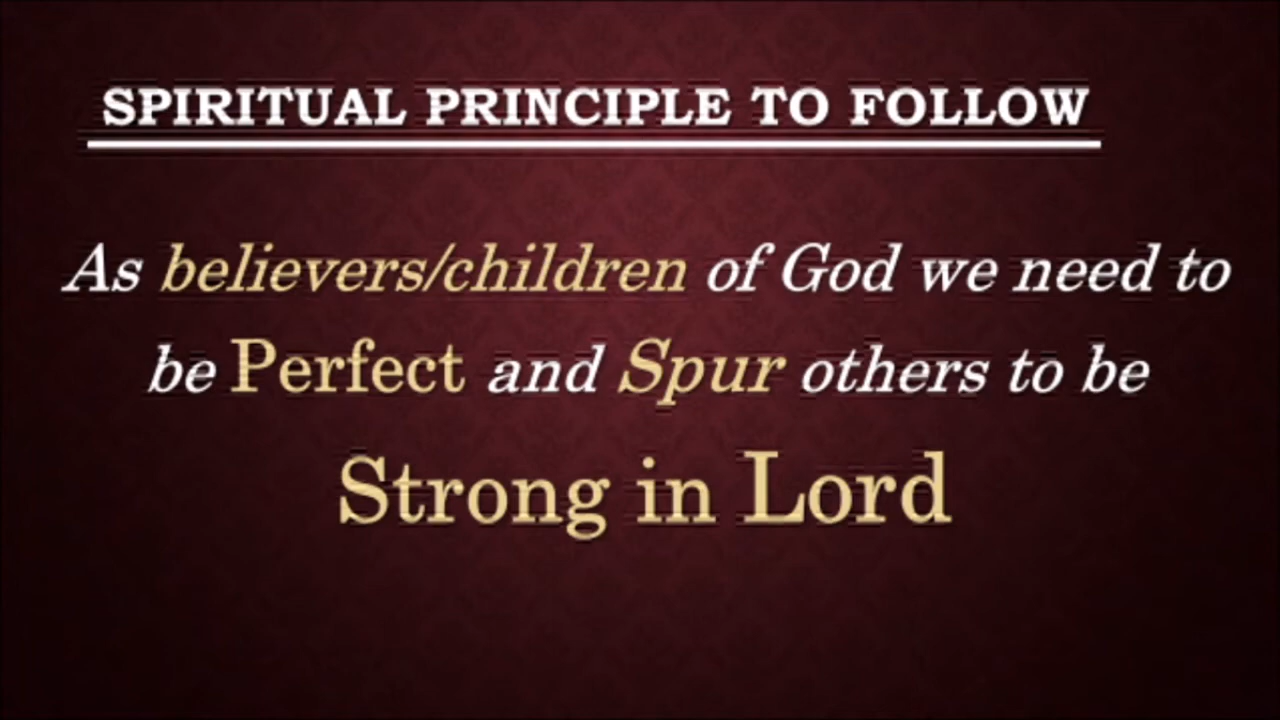 SPIRITUAL PRINCIPLE TO FOLLOW
As believers/children of God we need to
be Perfect and Spur others to be
Strong in Lord